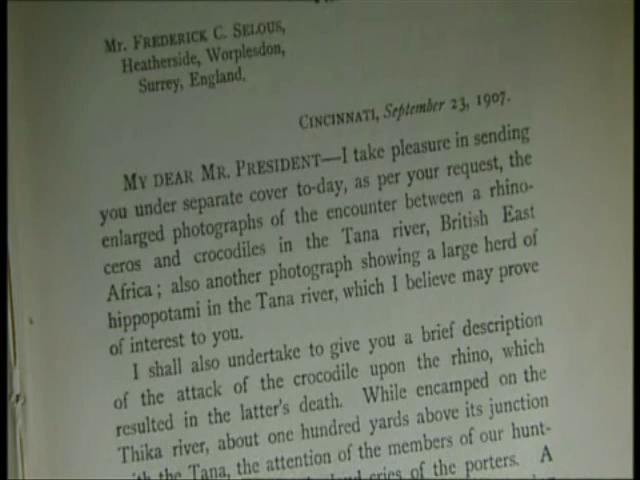 Mr. FREDERICK C. SELOUS,
Heatherside, Worplesdon,
Surrey, England.
CINCINNATI, September 23, 1907.
MY DEAR MR. PRESIDENT—I take pleasure in sending
you under separate cover to-day, as per your request, the
enlarged photographs of the encounter between a rhino-
ceros and crocodiles in the Tana river, British East
Africa; also another photograph showing a large herd of
hippopotami in the Tana river, which I believe may prove
of interest to you.
I shall also undertake to give you a brief description
of the attack of the crocodile upon the rhino, which
resulted in the latter's death. While encamped on the
Thika river, about one hundred yards above its junction
with the Tana, the attention of the members of our hunt-
cries of the porters. A